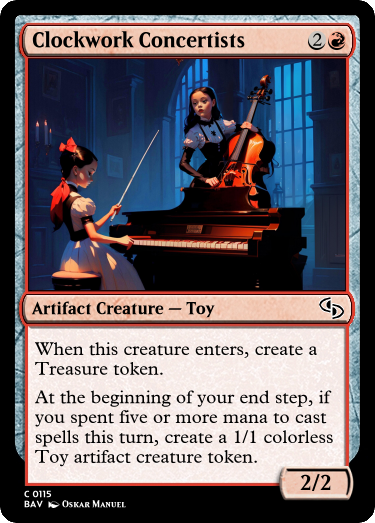 Clockwork Concertists 2
Artifact Creature — Toy
When this creature enters, create a
Treasure token.
At the beginning of your end step, if
you spent five or more mana to cast
spells this turn, create a 1/1 colorless
Toy artifact creature token.
2/2
C 0115
BAV Oskar Manuel